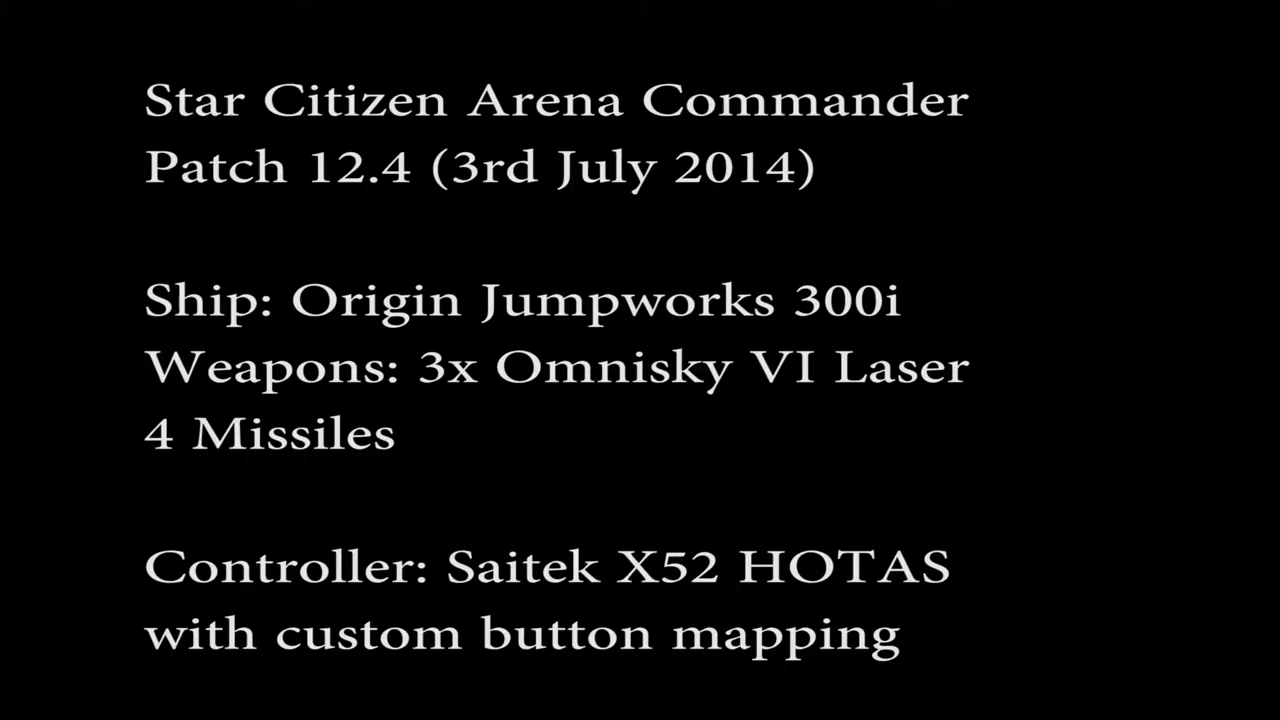 Star Citizen Arena Commander
Patch 12.4 (3rd July 2014)
Ship: Origin Jumpworks 300i
Weapons: 3x Omnisky VI Laser
4 Missiles
Controller: Saitek X52 HOTAS
with custom button mapping